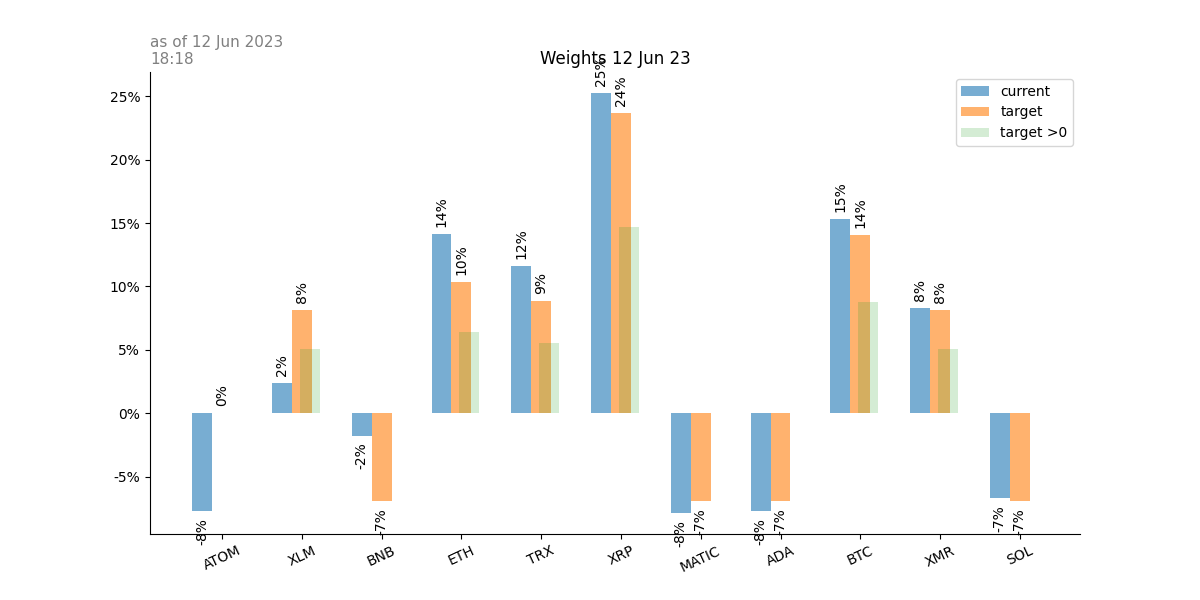 as of 12 Jun 2023
18:18
Weights 12 Jun 23
current
target
target >0
25%
20%
15%
10%
5%
0%
-5%
-8%
0%
2%
8%
-2%
-7%
14%
10%
12%
9%
25%
24%
-8%
-7%
-8%
-7%
15%
14%
8%
8%
-7%
-7%
ATOM
XLM
BNB
ETH
TRX
XRP
MATIC
ADA
BTC
XMR
SOL